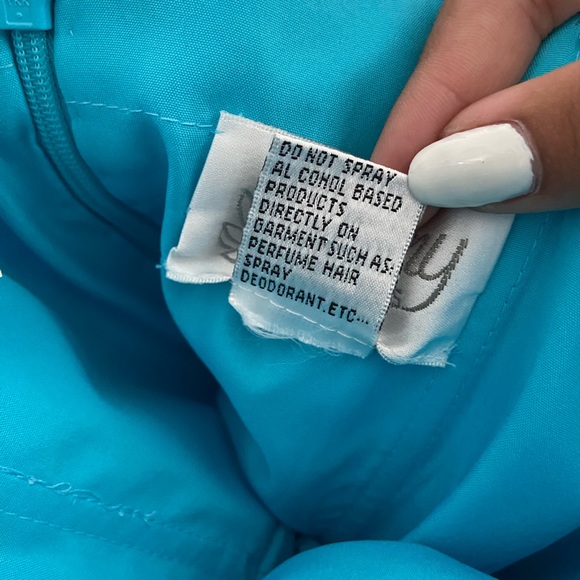 DO NOT SPRAY
AL COHOL BASED
PRODUCTS
DIRECTLY ON
GARMENT SUCH AS:
PERFUME HAIR
SPRAY
DEODORANT.ETC...